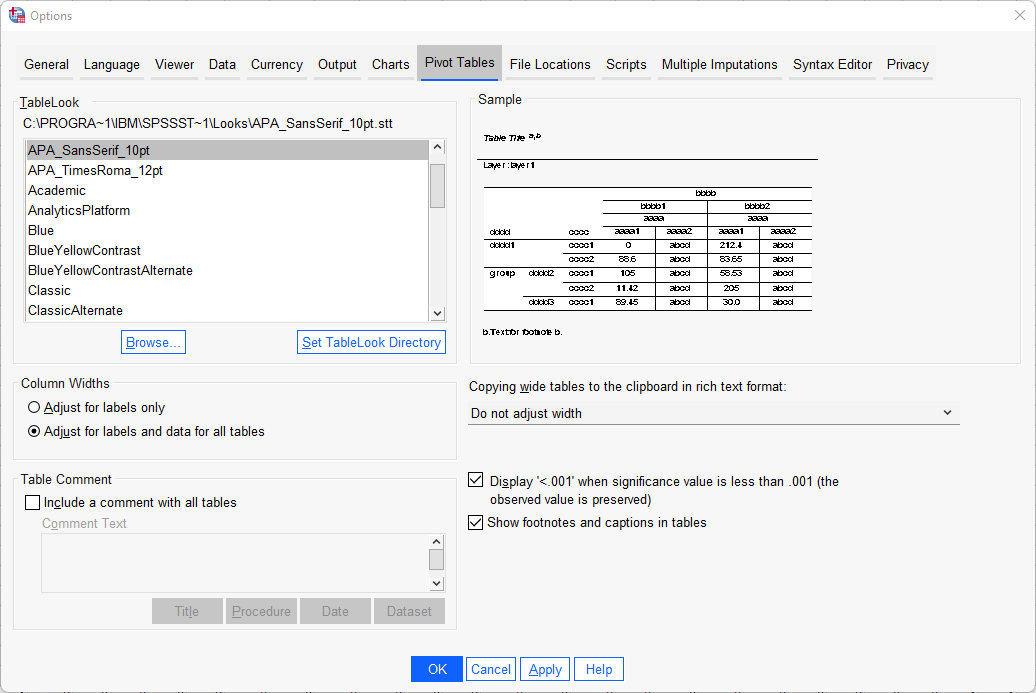 Options
General Language Viewer Data Currency Output Charts Pivot Tables File Locations Scripts Multiple Imputations Syntax Editor Privacy
TableLook
C:\PROGRA~1\IBM\SPSSST~1\Looks\APA_SansSerif_10pt.stt
APA_SansSerif_10pt
APA_TimesRoma_12pt
Academic
AnalyticsPlatform
Blue
BlueYellowContrast
BlueYellowContrastAlternate
Classic
ClassicAlternate
Browse... Set TableLook Directory
Sample
Table Title a,b
Layer :layer1
bbbb
bbbb1 bbbb2
aaaa aaaa
dddd cccc aaaa1 aaaa2 aaaa1 aaaa2
dddd1 cccc1 0 abcd 212.4 abcd
cccc2 88.6 abcd 83.65 abcd
group dddd2 cccc1 105 abcd 58.53 abcd
cccc2 11.42 abcd 205 abcd
dddd3 cccc1 89.45 abcd 30.0 abcd
b.Text for footnote b.
Column Widths
Adjust for labels only
Adjust for labels and data for all tables
Copying wide tables to the clipboard in rich text format:
Do not adjust width
Table Comment
Include a comment with all tables
Comment Text
Title Procedure Date Dataset
Display '<.001' when significance value is less than .001 (the
observed value is preserved)
Show footnotes and captions in tables
OK Cancel Apply Help